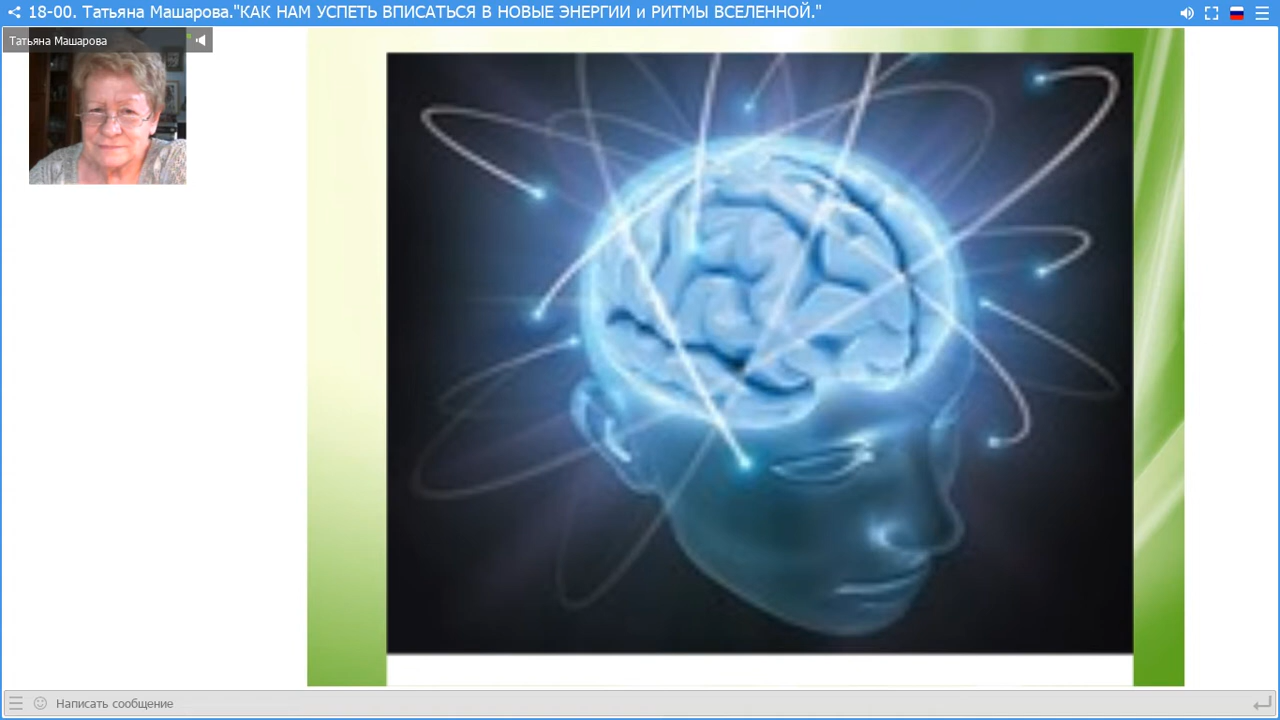 18-00. Татьяна Машарова."КАК НАМ УСПЕТЬ ВПИСАТЬСЯ В НОВЫЕ ЭНЕРГИИ и РИТМЫ ВСЕЛЕННОЙ."
Татьяна Машарова
Написать сообщение